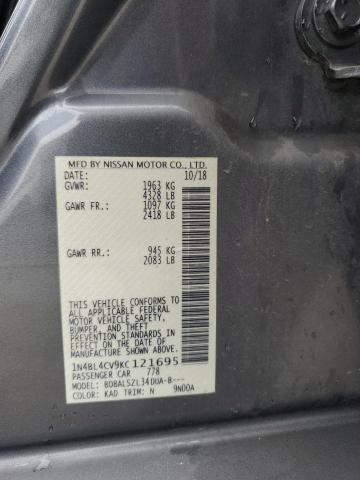 MFD BY NISSAN MOTOR CO., LTD.
DATE: 10/18
GVWR: 1963 KG
4328 LB
GAWR FR.: 1097 KG
2418 LB
GAWR RR.: 945 KG
2083 LB
THIS VEHICLE CONFORMS TO
ALL APPLICABLE FEDERAL
MOTOR VEHICLE SAFETY,
BUMPER, AND THEFT
PREVENTION STANDARDS
IN EFFECT ON THE DATE OF
MANUFACTURE SHOWN ABOVE.
1N4BL4CV9KC121695
PASSENGER CAR 778
MODEL: BDBALSZL34DUA-B---
COLOR: KAD TRIM: N 9N00A